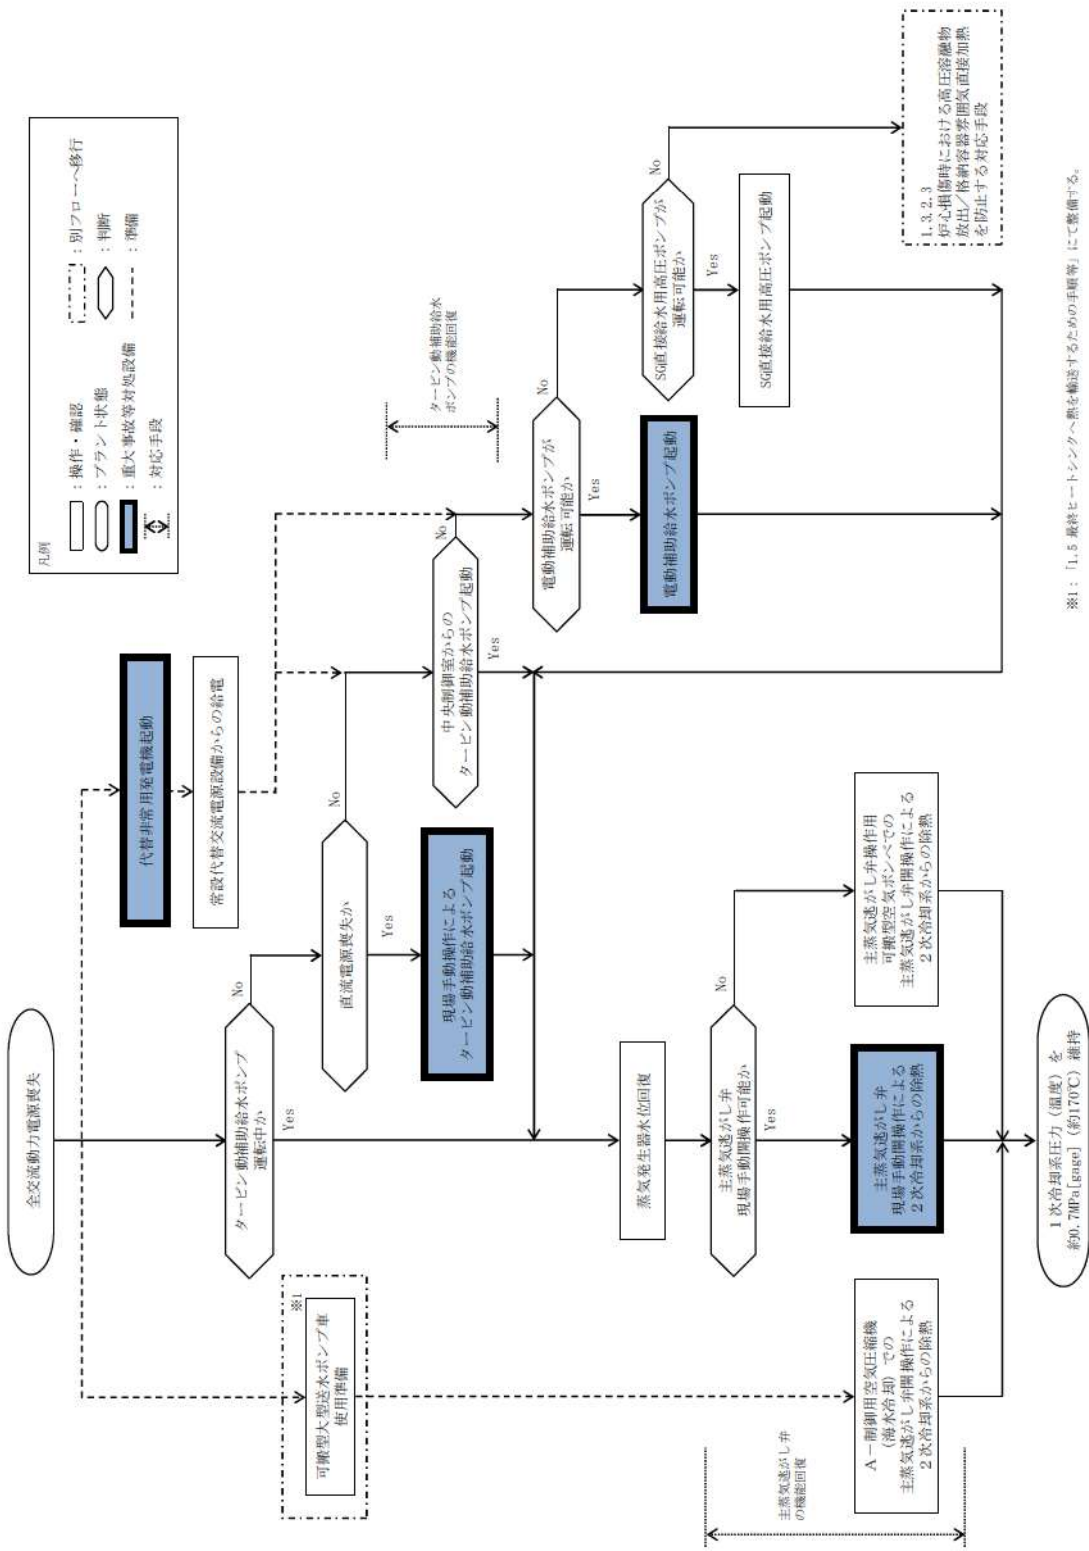 全交流動力電源喪失
代替非常用発電機起動
常設代替交流電源設備からの給電
タービン動補助給水ポンプ
運転中か
No
Yes
※1
可搬型大型送水ポンプ車
使用準備
直流電源喪失か
No
Yes
現場手動操作による
タービン動補助給水ポンプ起動
中央制御室からの
タービン動補助給水ポンプ起動
No
Yes
タービン動補助給水
ポンプの機能回復
電動補助給水ポンプが
運転可能か
No
Yes
電動補助給水ポンプ起動
SG直接給水用高圧ポンプが
運転可能か
No
Yes
SG直接給水用高圧ポンプ起動
1.3.2.3
炉心損傷時における高圧溶融物
放出/格納容器雰囲気直接加熱
を防止する対応手段
蒸気発生器水位回復
主蒸気逃がし弁
現場手動開操作可能か
No
Yes
主蒸気逃がし弁
の機能回復
A-制御用空気圧縮機
(海水冷却)での
主蒸気逃がし弁開操作による
2次冷却系からの除熱
主蒸気逃がし弁
現場手動開操作による
2次冷却系からの除熱
主蒸気逃がし弁操作用
可搬型空気ボンベでの
主蒸気逃がし弁開操作による
2次冷却系からの除熱
1次冷却系圧力(温度)を
約0.7MPa[gage](約170℃)維持
凡例
:操作・確認
:プラント状態
:重大事故等対処設備
:対応手段
:別フローへ移行
:判断
:準備
※1:「1.5 最終ヒートシンクへ熱を輸送するための手順等」にて整備する。